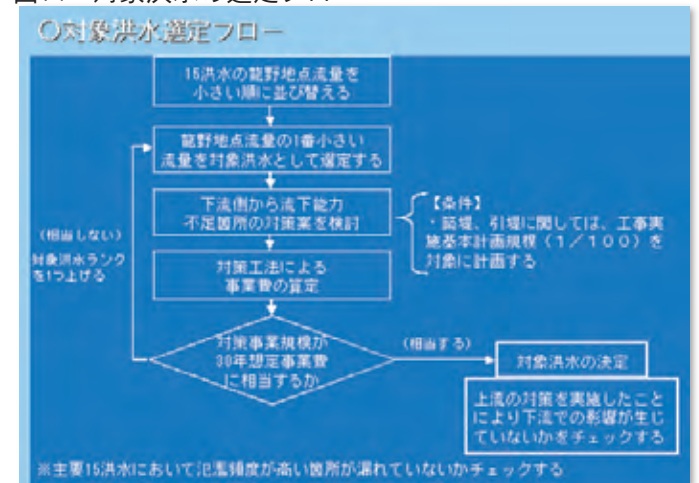 〇対象洪水選定フロー
15洪水の龍野地点流量を
小さい順に並び替える
龍野地点流量の1番小さい
流量を対象洪水として選定する
下流側から流下能力
不足箇所の対策案を検討
【条件】
・築堤、引堤に関しては、工事実
施基本計画規模(1/100)を
対象に計画する
(相当しない)
対象洪水ランク
を1つ上げる
対策工法による
事業費の算定
対策事業規模が
30年想定事業費
に相当するか
(相当する)
対象洪水の決定
上流の対策を実施したこと
により下流での影響が生じ
ていないかをチェックする
※主要15洪水において氾濫頻度が高い箇所が漏れていないかチェックする